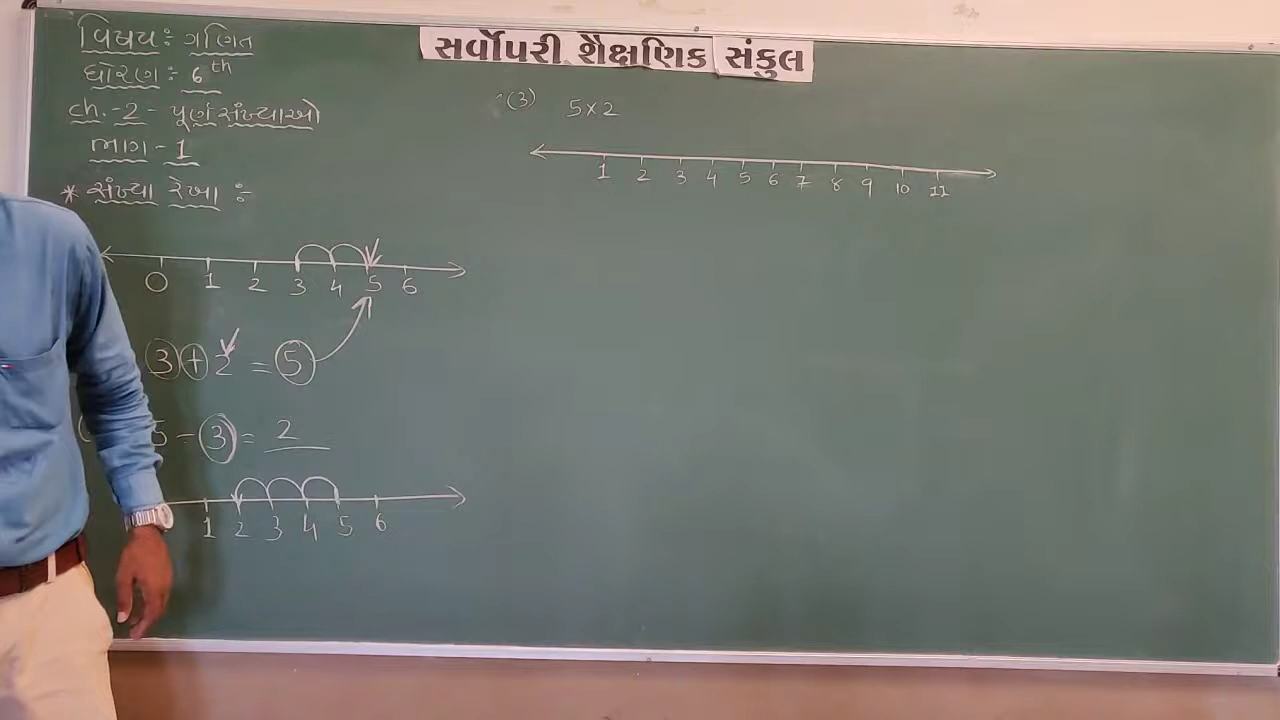 વિષય: ગણિત
ધોરણ: 6th
ch.-2- પૂર્ણ સંખ્યાઓ
ભાગ-1
* સંખ્યા રેખા :-
0 1 2 3 4 5 6
3+2 = 5
5 - 3 = 2
1 2 3 4 5 6
સર્વોપરી શૈક્ષણિક સંકુલ
(3) 5×2
1 2 3 4 5 6 7 8 9 10 11